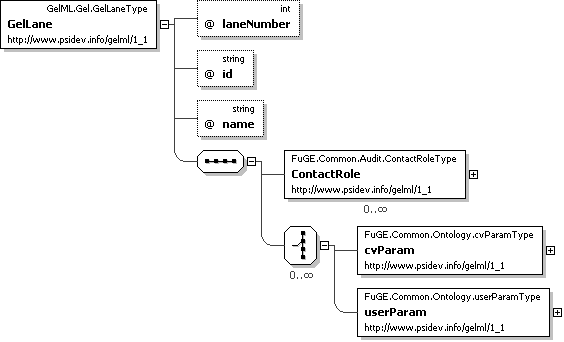 GelML.Gel.GelLaneType
GelLane
http://www.psidev.info/gelml/1_1
int
@ laneNumber
string
@ id
string
@ name
FuGE.Common.Audit.ContactRoleType
ContactRole
http://www.psidev.info/gelml/1_1
0..∞
0..∞
FuGE.Common.Ontology.cvParamType
cvParam
http://www.psidev.info/gelml/1_1
FuGE.Common.Ontology.userParamType
userParam
http://www.psidev.info/gelml/1_1